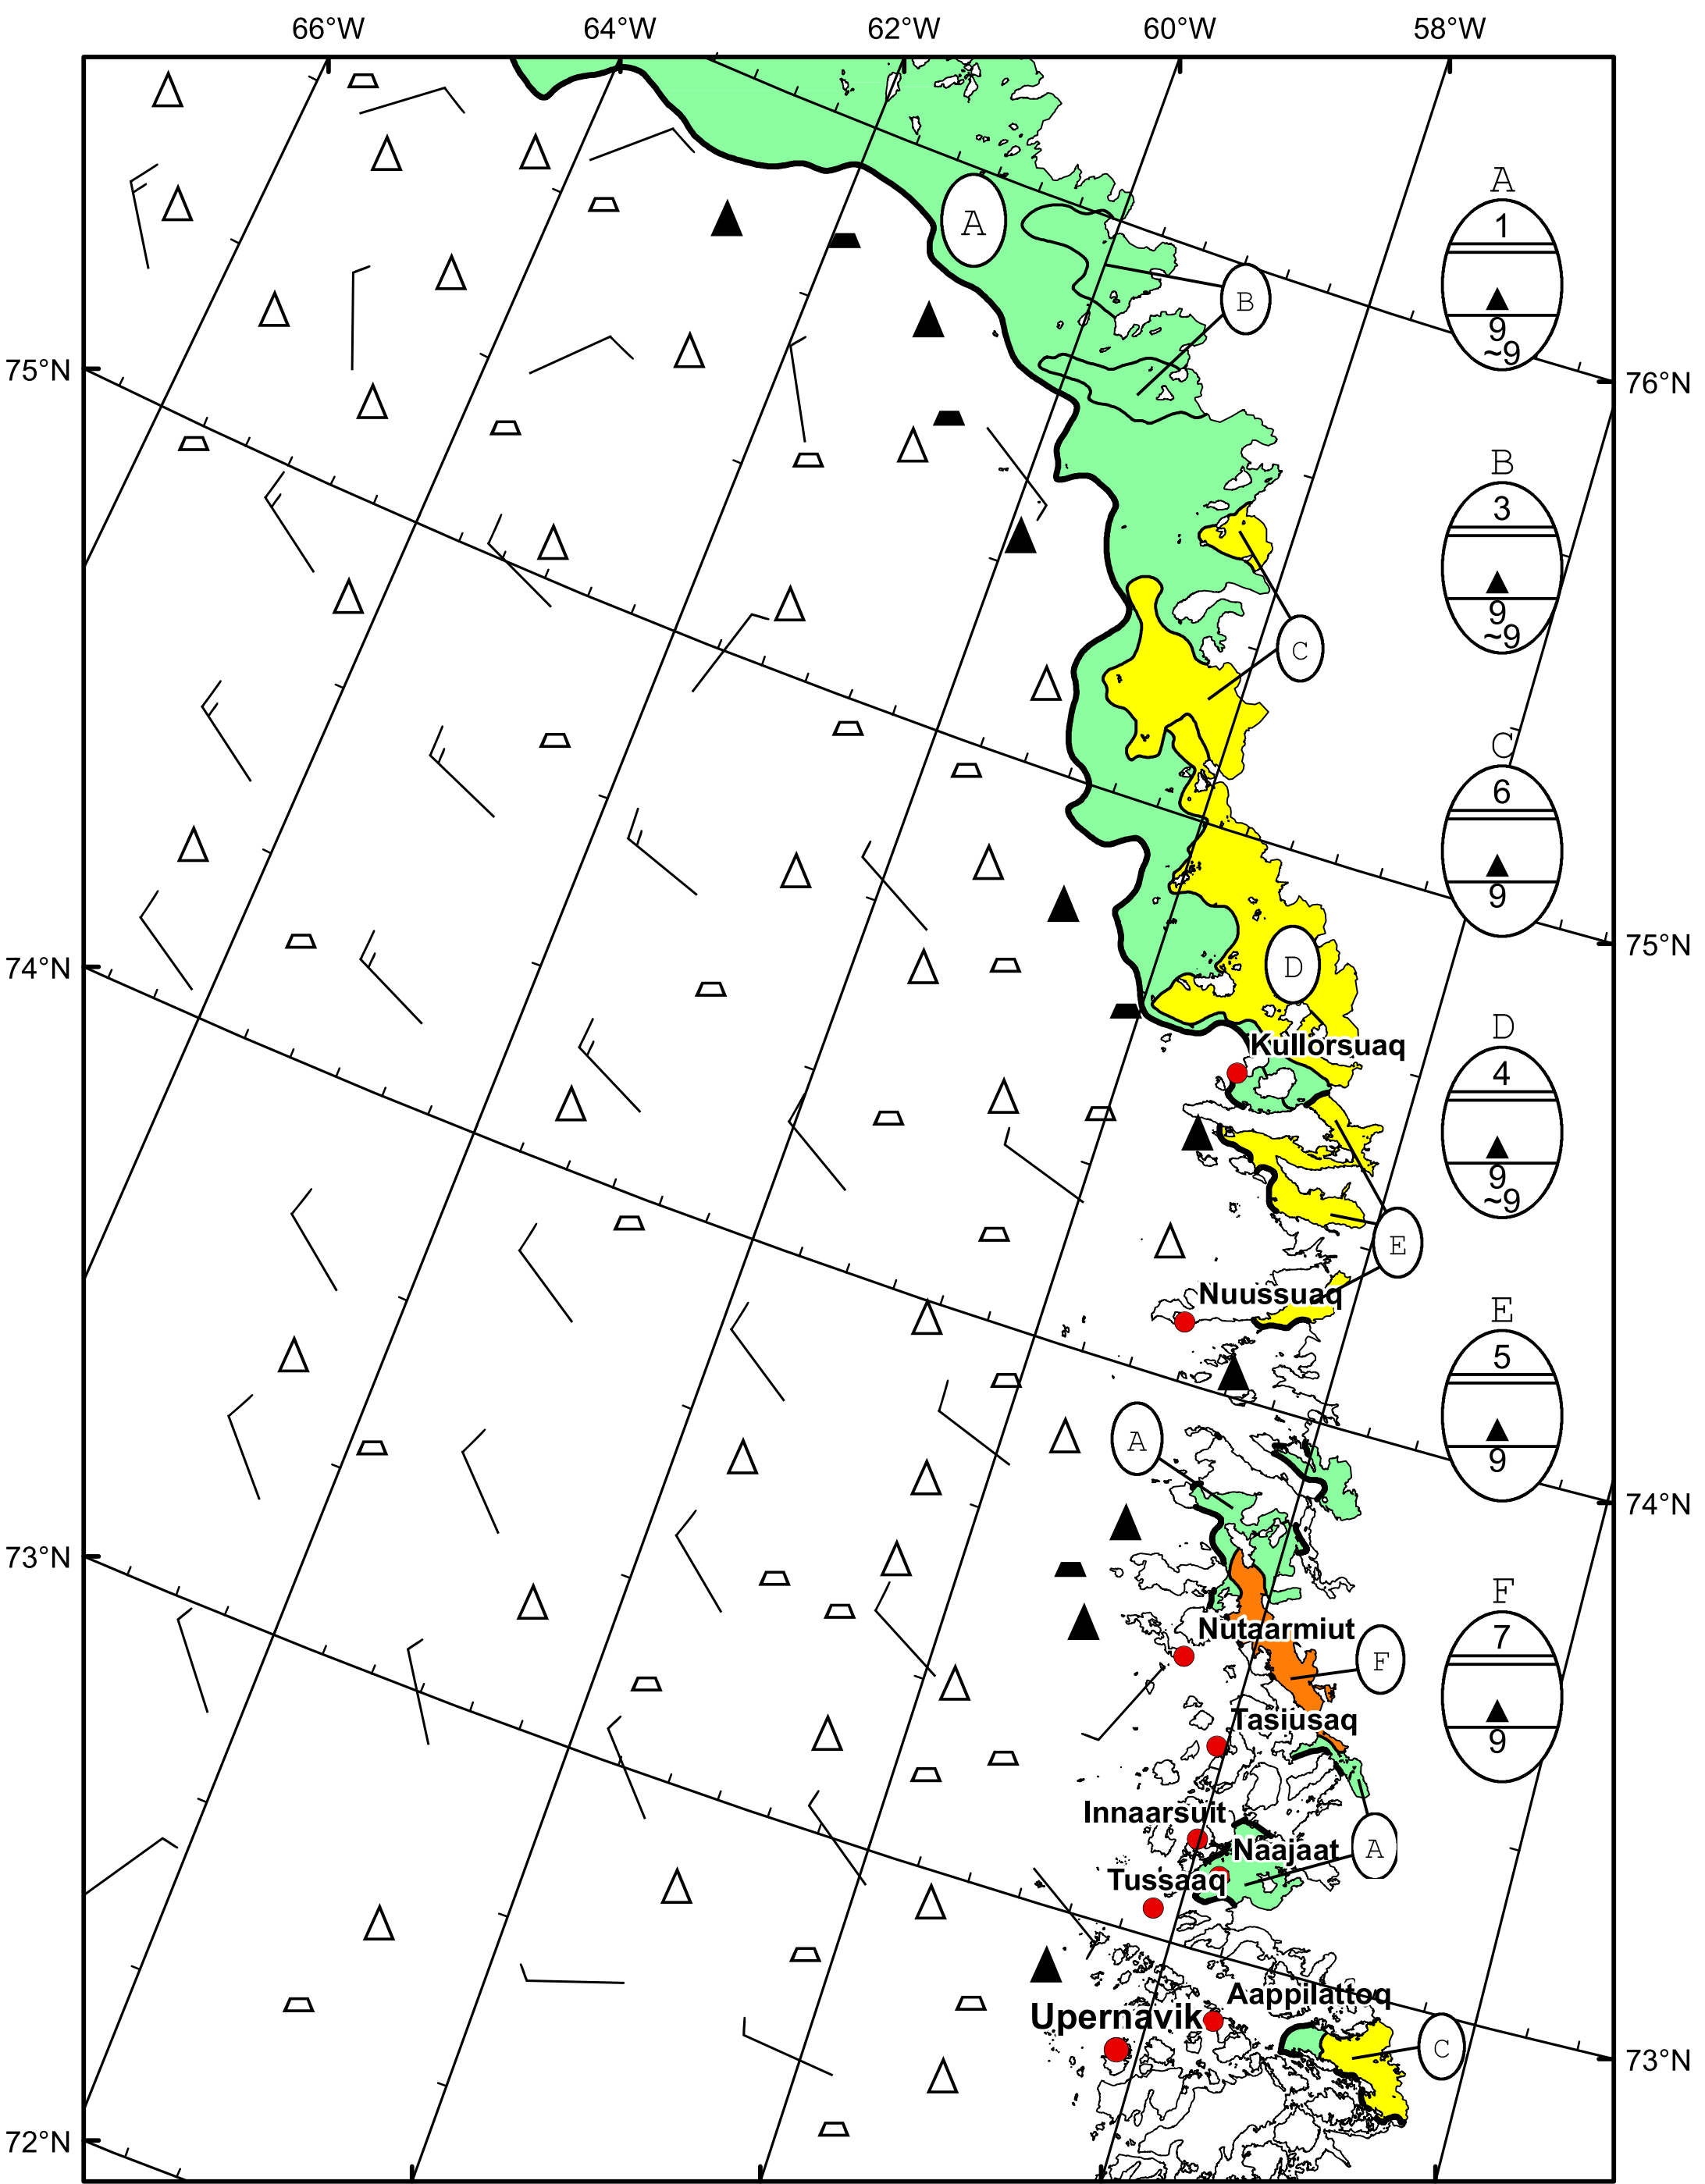 66°W 64°W 62°W 60°W 58°W
A
1
A
9
~9
B
75°N
76°N
B
3
9
~9
C
C
6
9
D
74°N
75°N
D
4
9
~9
Kullorsuaq
E
Nuussuaq
E
5
9
A
74°N
73°N
F
7
9
Nutaarmiut
F
Tasiusaq
Innaarsuit
Naajaat
A
Tussaaq
Aappilattoq
Upernavik
C
73°N
72°N